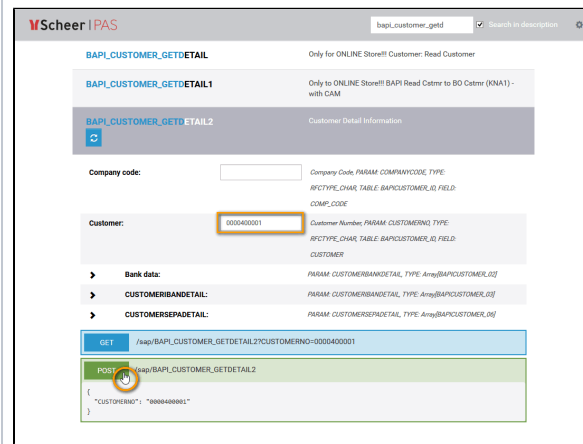 Scheer PAS
bapi_customer_getd
Search in description
BAPI_CUSTOMER_GETDETAIL
Only for ONLINE Store!!! Customer: Read Customer
BAPI_CUSTOMER_GETDETAIL1
Only to ONLINE Store!!! BAPI Read Cstmr to BO Cstmr (KNA1) -
with CAM
BAPI_CUSTOMER_GETDETAIL2
Customer Detail Information
Company code:
Company Code, PARAM: COMPANYCODE, TYPE:
RFCTYPE_CHAR, TABLE: BAPICUSTOMER_ID, FIELD:
COMP_CODE
Customer:
0000400001
Customer Number, PARAM: CUSTOMERNO, TYPE:
RFCTYPE_CHAR, TABLE: BAPICUSTOMER_ID, FIELD:
CUSTOMER
Bank data:
PARAM: CUSTOMERBANKDETAIL, TYPE: Array[BAPICUSTOMER_02]
CUSTOMERIBANDETAIL:
PARAM: CUSTOMERIBANDETAIL, TYPE: Array[BAPICUSTOMER_03]
CUSTOMERSEPADETAIL:
PARAM: CUSTOMERSEPADETAIL, TYPE: Array[BAPICUSTOMER_06]
GET /sap/BAPI_CUSTOMER_GETDETAIL2?CUSTOMERNO=0000400001
POST /sap/BAPI_CUSTOMER_GETDETAIL2
{
"CUSTOMERNO": "0000400001"
}